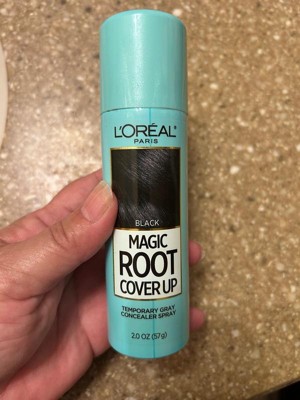 L'ORÉAL
PARIS
BLACK
MAGIC
ROOT
COVER UP
TEMPORARY GRAY
CONCEALER SPRAY
2.0 OZ (57g)